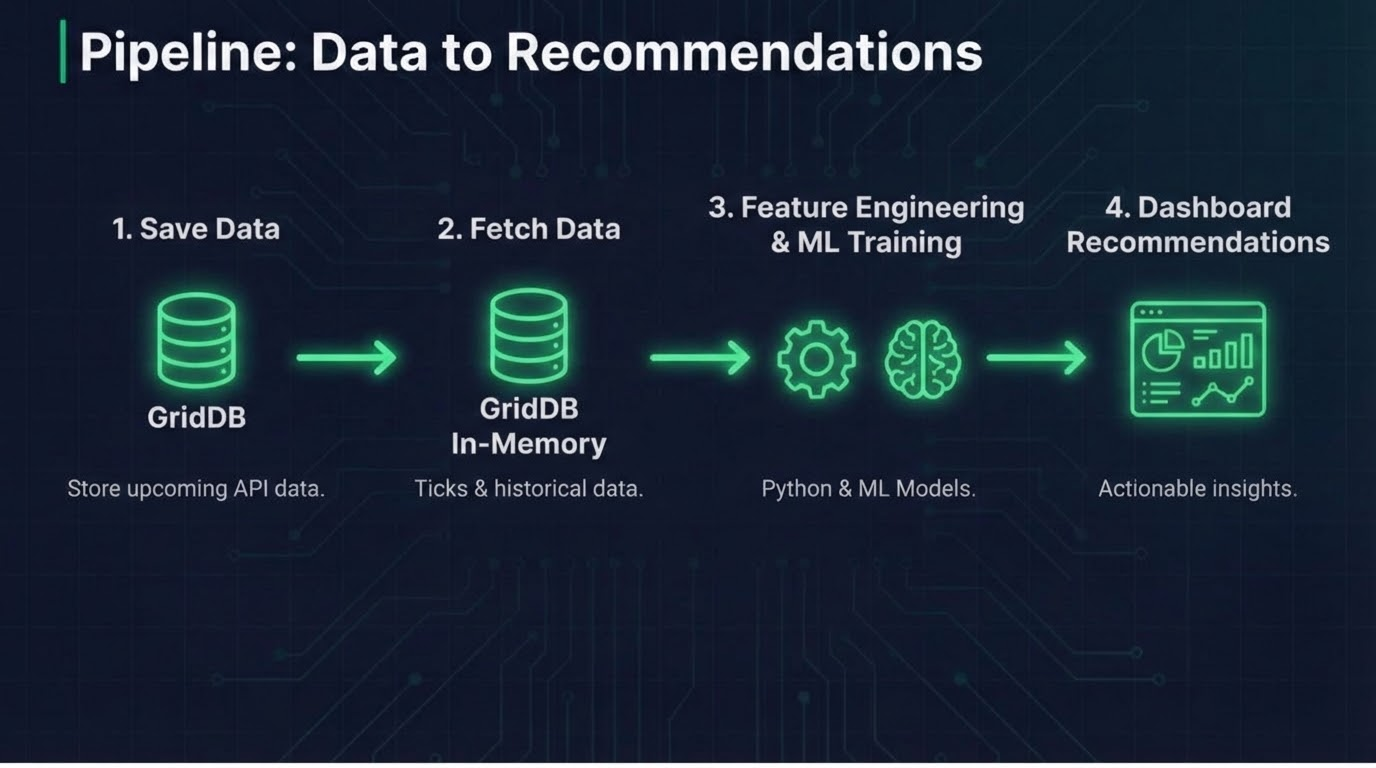 Pipeline: Data to Recommendations
1. Save Data
GridDB
Store upcoming API data.
2. Fetch Data
GridDB
In-Memory
Ticks & historical data.
3. Feature Engineering
& ML Training
Python & ML Models.
4. Dashboard
Recommendations
Actionable insights.